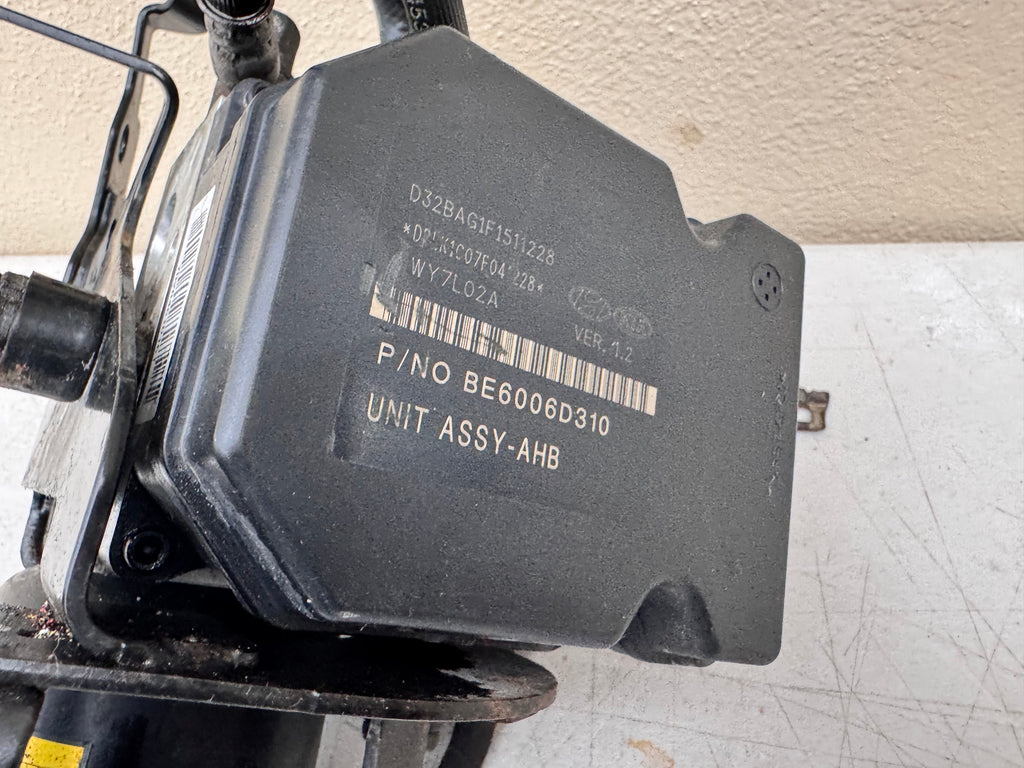 D32BAG1F1511228
WY7L02A
VER. 1.2
P/NO BE6006D310
UNIT ASSY-AHB